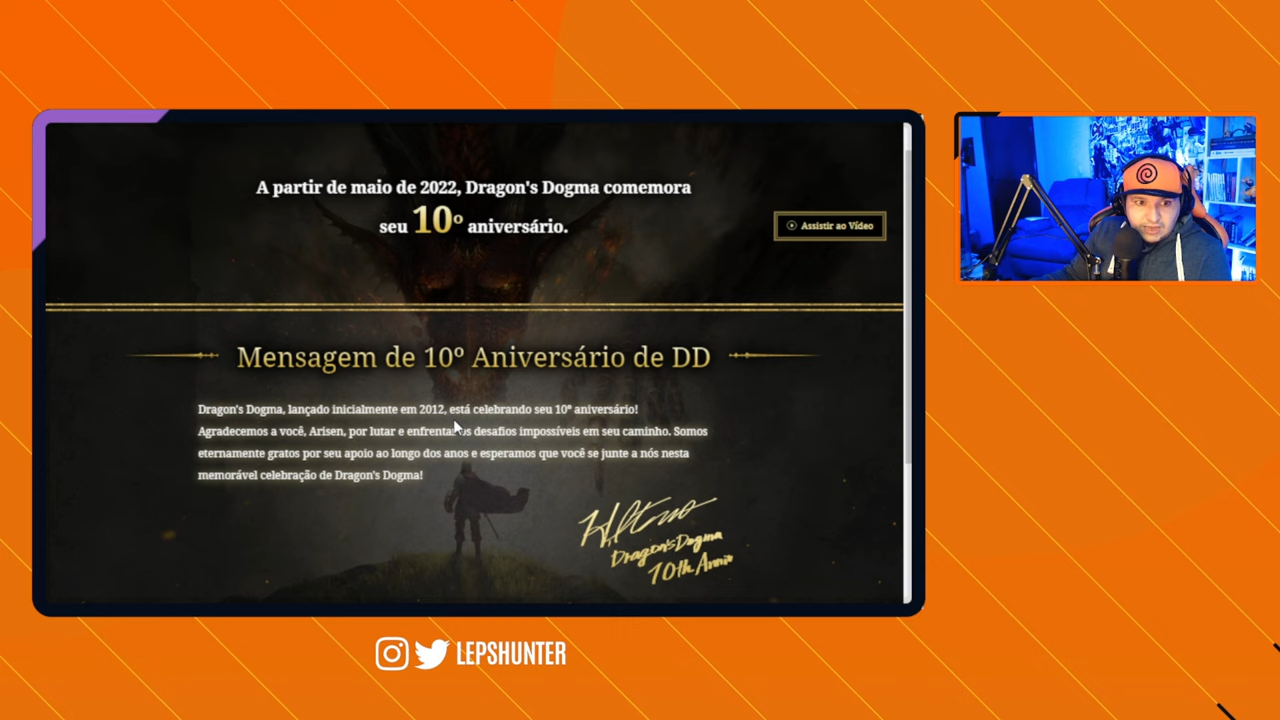 A partir de maio de 2022, Dragon's Dogma comemora
seu 10º aniversário.
Assistir ao Vídeo
Mensagem de 10º Aniversário de DD
Dragon's Dogma, lançado inicialmente em 2012, está celebrando seu 10º aniversário!
Agradecemos a você, Arisen, por lutar e enfrentar os desafios impossíveis em seu caminho. Somos
eternamente gratos por seu apoio ao longo dos anos e esperamos que você se junte a nós nesta
memorável celebração de Dragon's Dogma!
Dragon's Dogma
10th Anniv
LEPSHUNTER